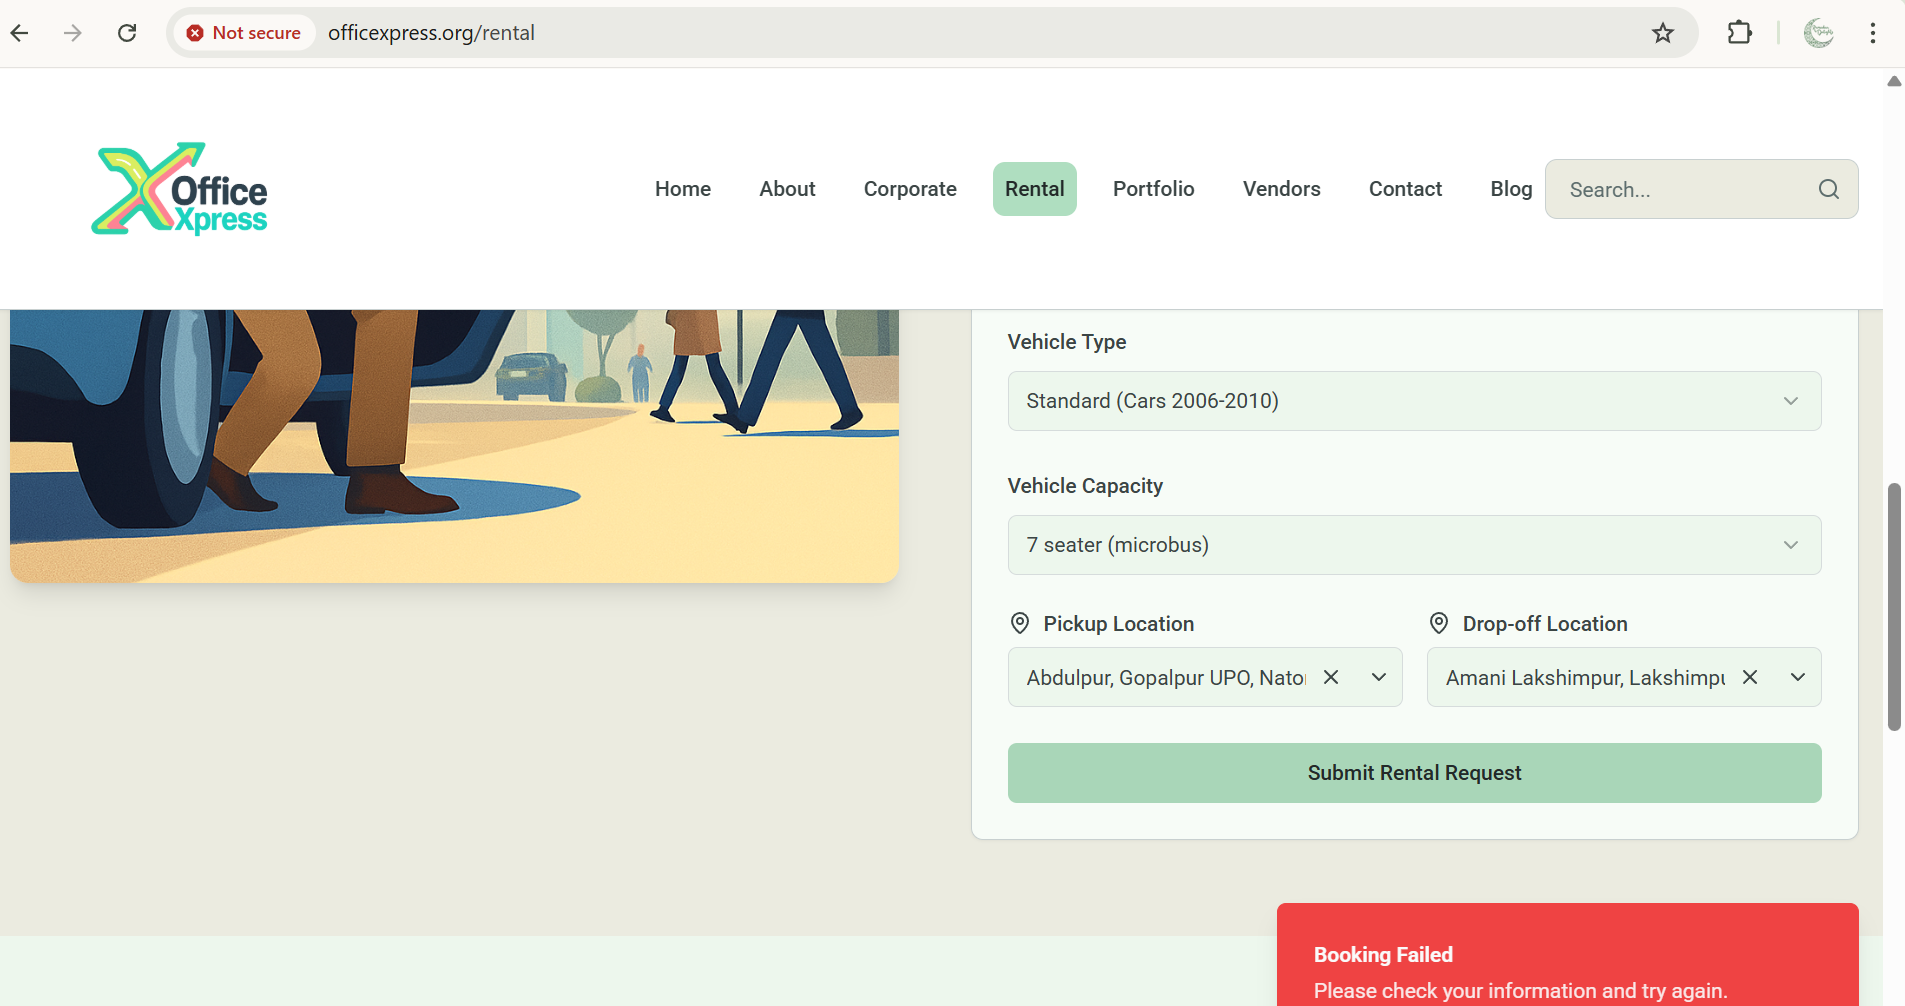 Not secure
officexpress.org/rental
Office
Xpress
Home
About
Corporate
Rental
Portfolio
Vendors
Contact
Blog
Search...
Vehicle Type
Standard (Cars 2006-2010)
Vehicle Capacity
7 seater (microbus)
Pickup Location
Drop-off Location
Abdulpur, Gopalpur UPO, Nato
Amani Lakshimpur, Lakshimpu
Submit Rental Request
Booking Failed
Please check your information and try again.